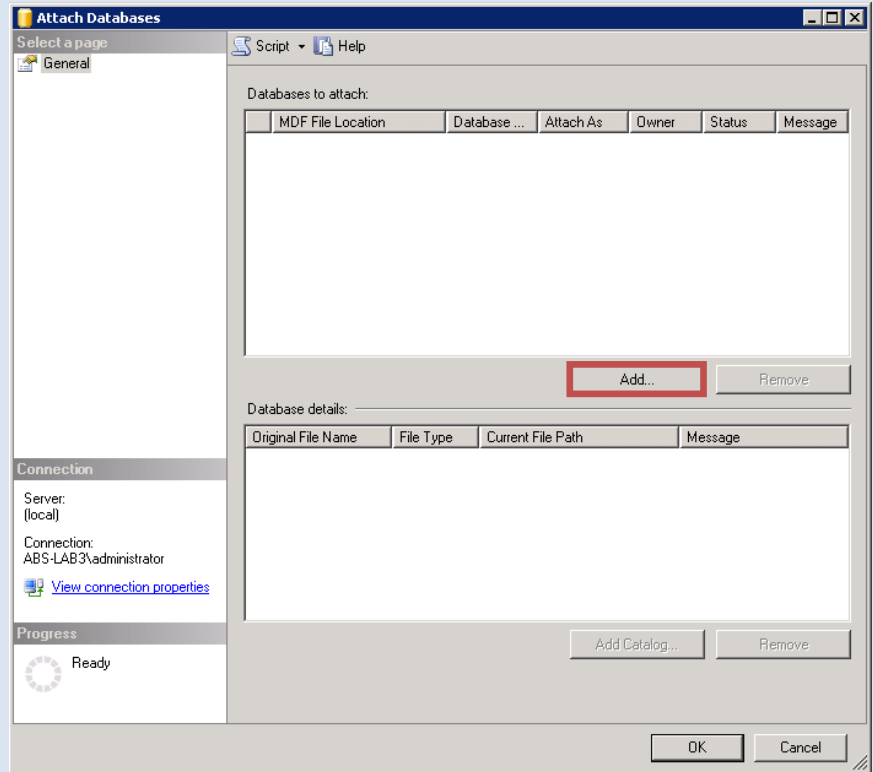 Attach Databases
Select a page
General
Script Help
Databases to attach:
MDF File Location Database ... Attach As Owner Status Message
Add... Remove
Database details:
Original File Name File Type Current File Path Message
Connection
Server:
(local)
Connection:
ABS-LAB3\administrator
View connection properties
Progress
Ready
Add Catalog... Remove
OK Cancel